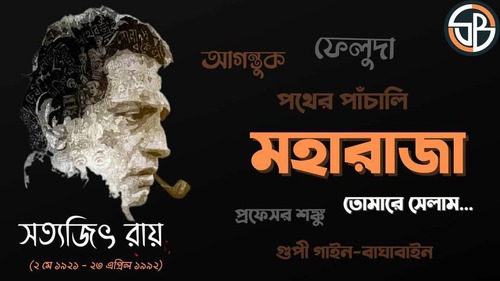 আগন্তুক
ফেলুদা
পথের পাঁচালি
মহারাজা
তোমারে সেলাম...
প্রফেসর শঙ্কু
গুপী গাইন-বাঘাবাইন
সত্যজিৎ রায়
(২ মে ১৯২১ - ২৩ এপ্রিল ১৯৯২)